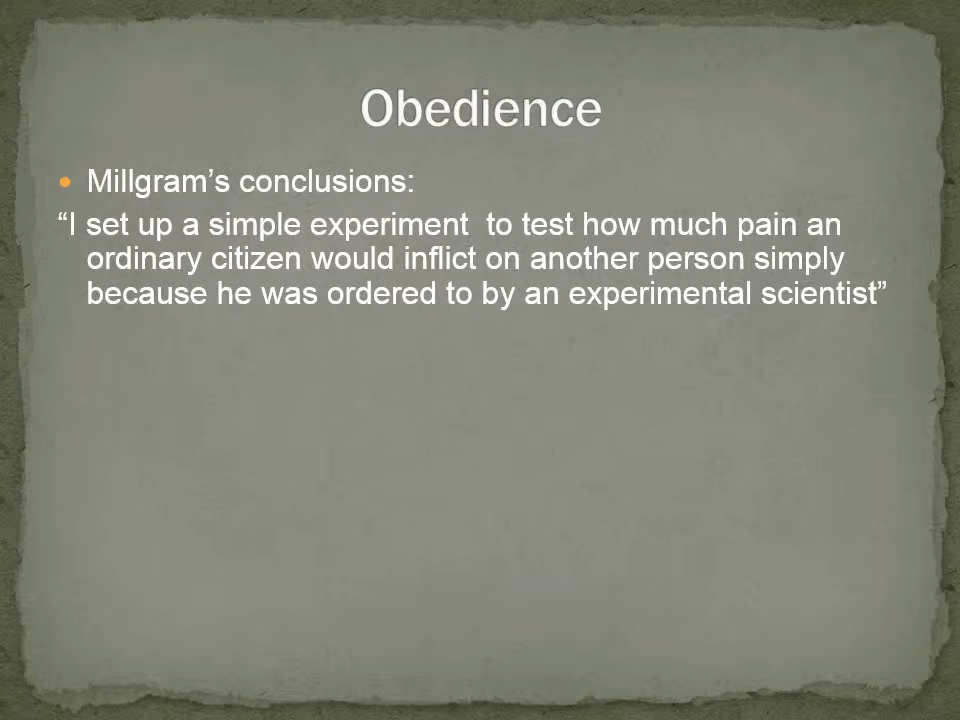 Obedience
• Millgram’s conclusions:
“I set up a simple experiment  to test how much pain an
ordinary citizen would inflict on another person simply
because he was ordered to by an experimental scientist”